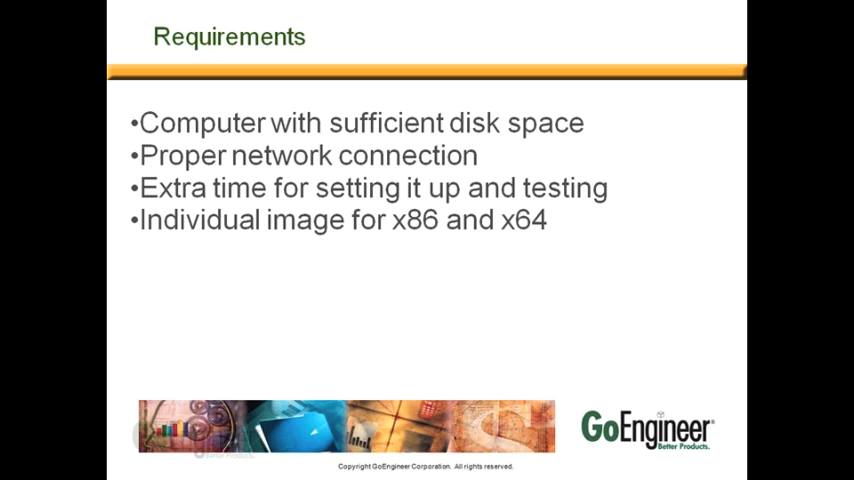 Requirements
•Computer with sufficient disk space
•Proper network connection
•Extra time for setting it up and testing
•Individual image for x86 and x64
GoEngineer
Better Products.
Copyright GoEngineer Corporation. All rights reserved.